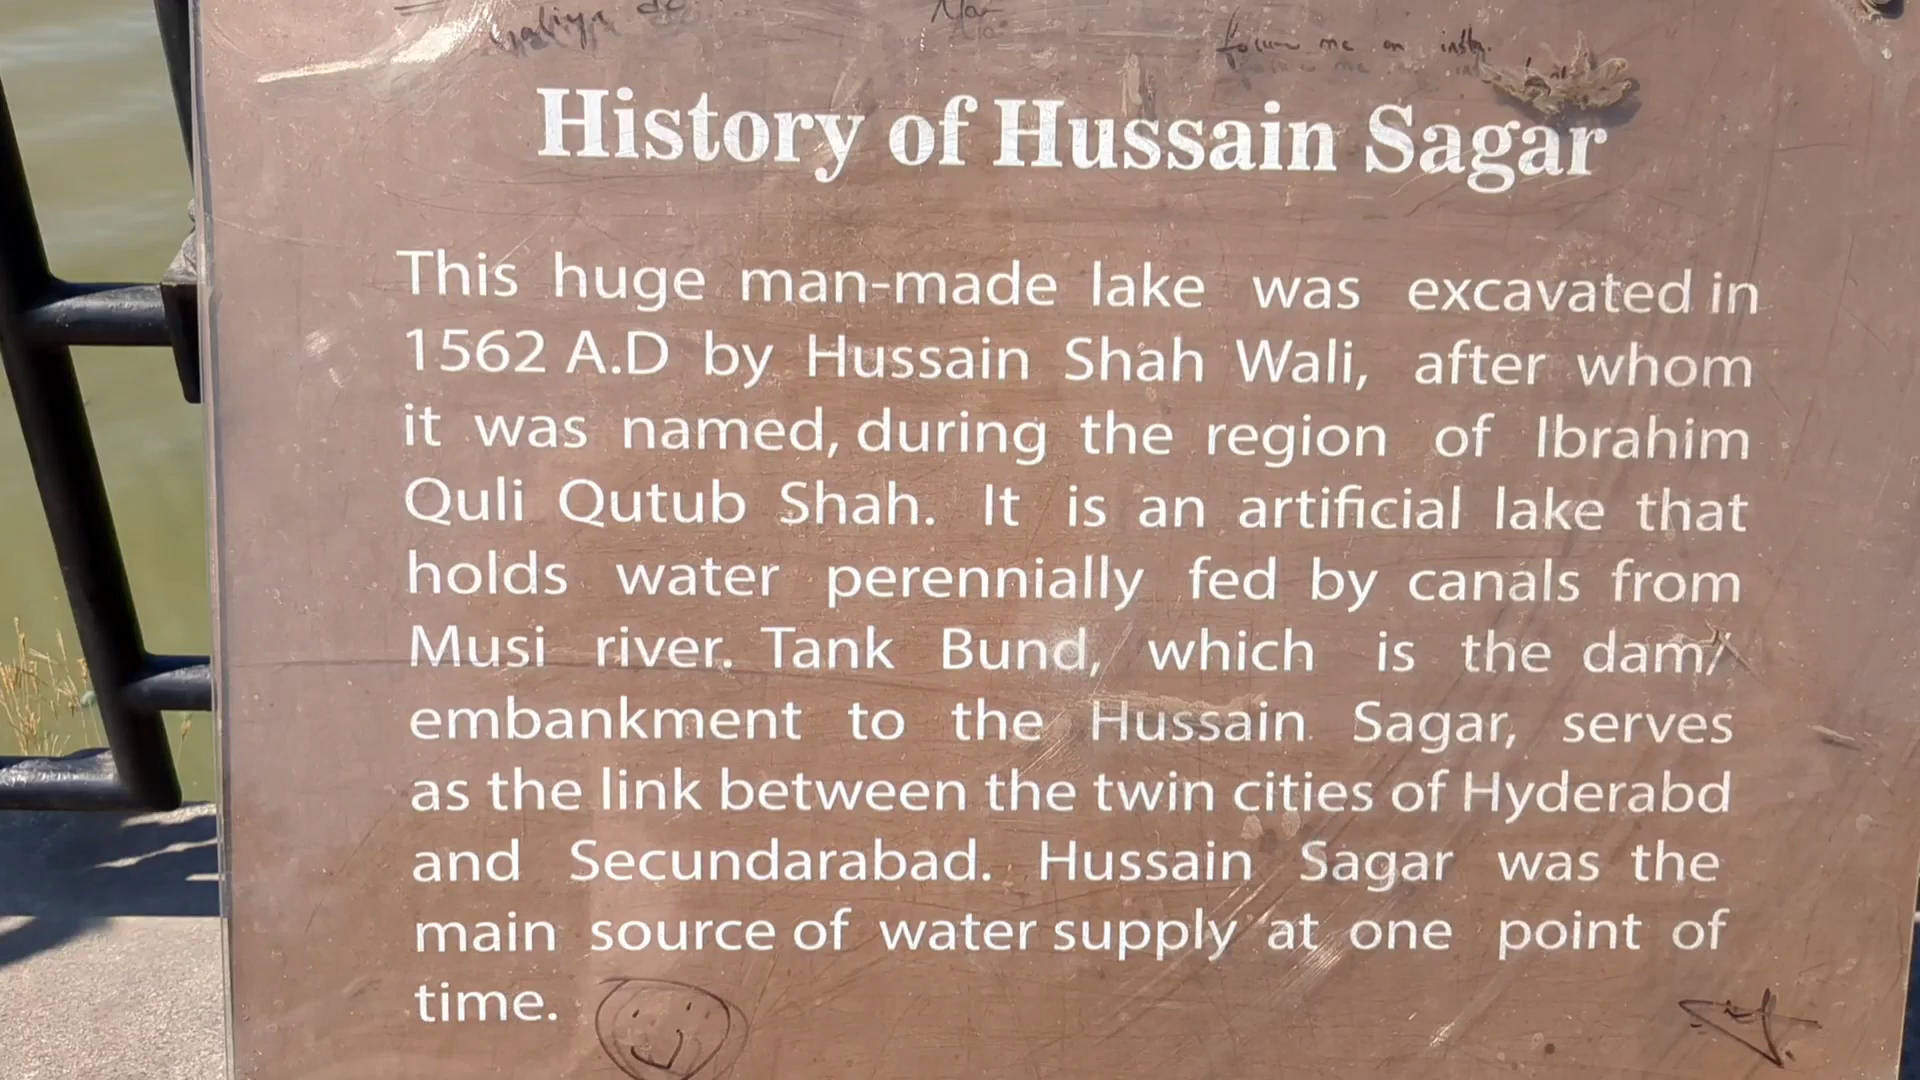 follow me on insta.
History of Hussain Sagar
This huge man-made lake was excavated in
1562 A.D by Hussain Shah Wali, after whom
it was named, during the region of Ibrahim
Quli Qutub Shah. It is an artificial lake that
holds water perennially fed by canals from
Musi river. Tank Bund, which is the dam/
embankment to the Hussain Sagar, serves
as the link between the twin cities of Hyderabd
and Secundarabad. Hussain Sagar was the
main source of water supply at one point of
time.